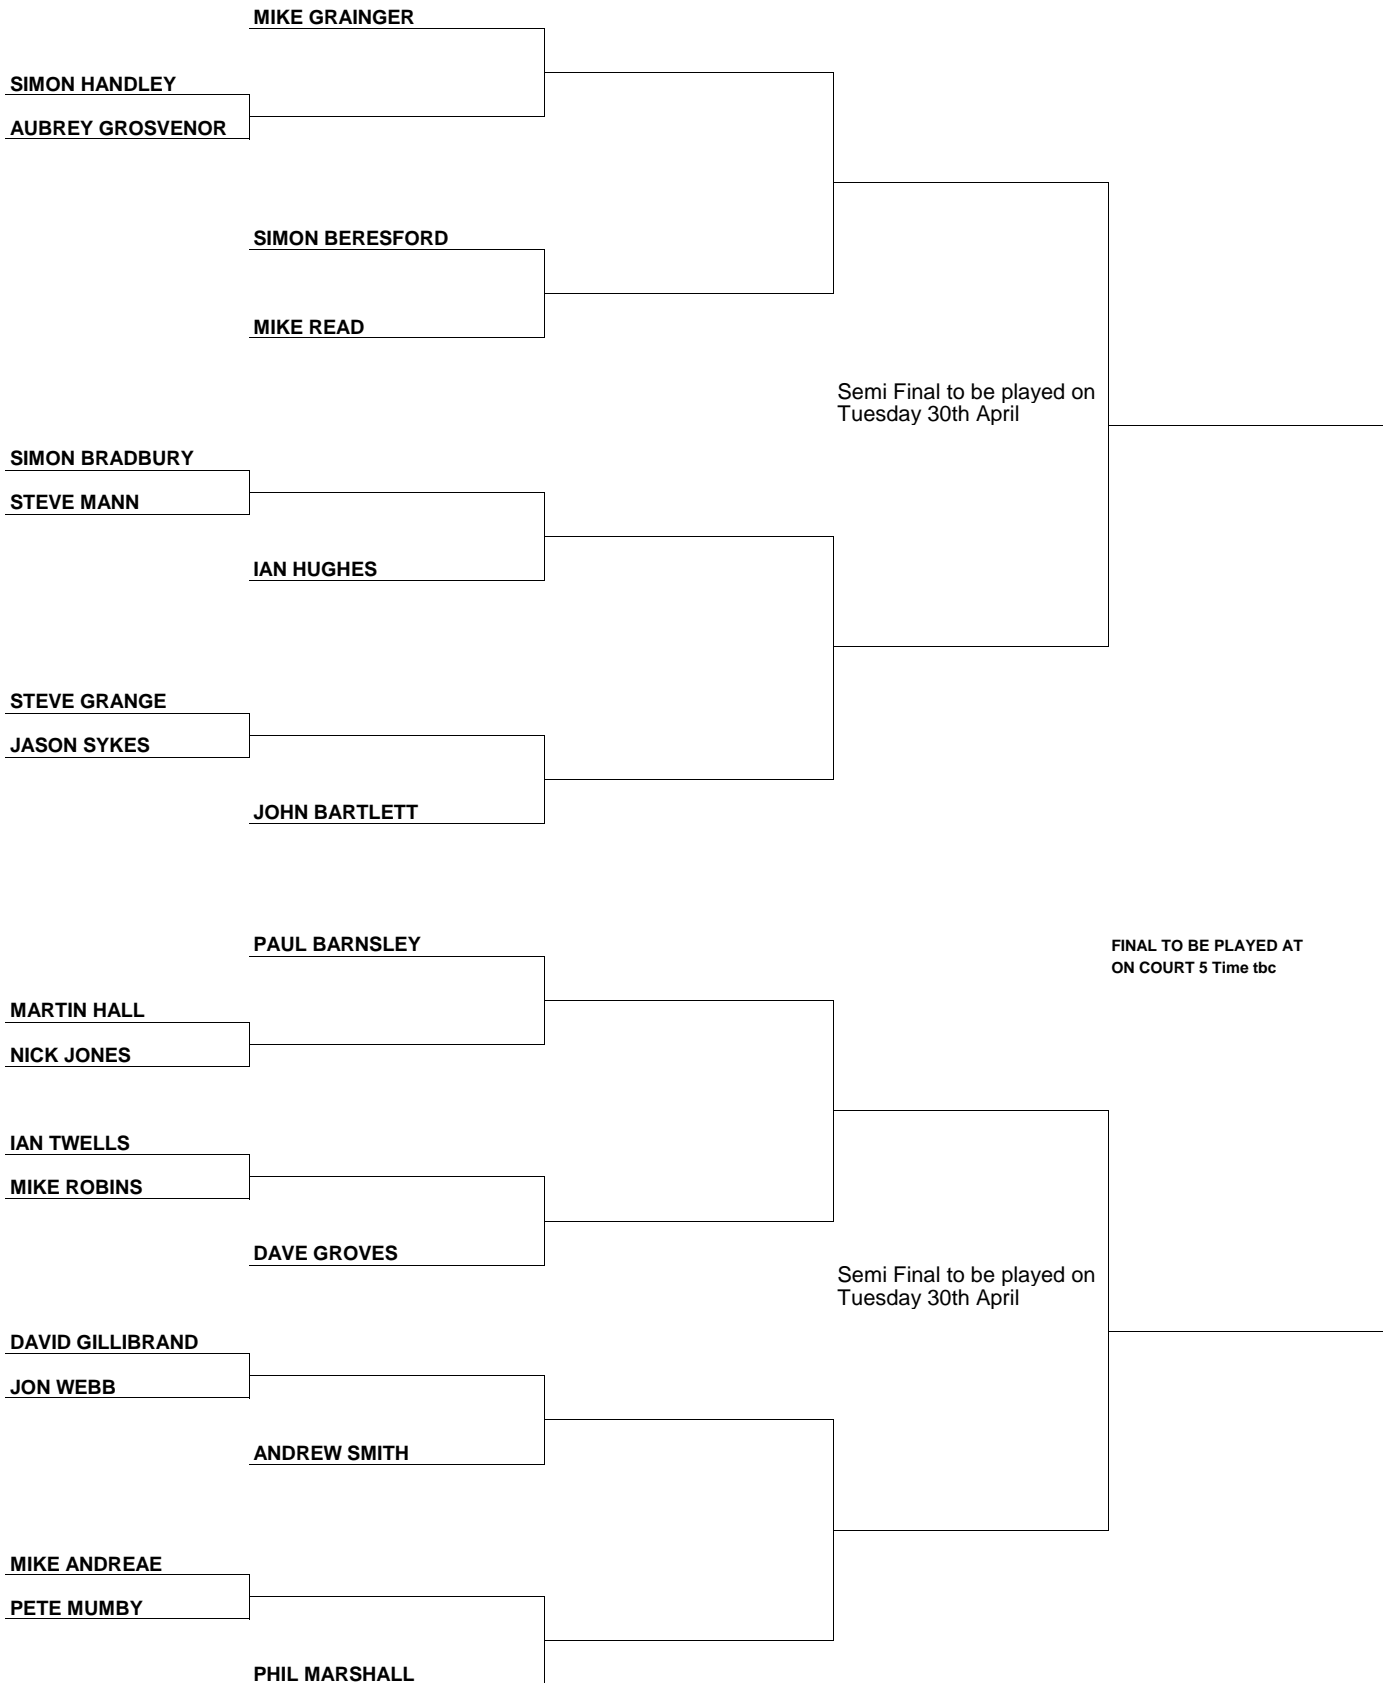 MIKE GRAINGER
SIMON HANDLEY
AUBREY GROSVENOR
SIMON BERESFORD
MIKE READ
Semi Final to be played on
Tuesday 30th April
SIMON BRADBURY
STEVE MANN
IAN HUGHES
STEVE GRANGE
JASON SYKES
JOHN BARTLETT
PAUL BARNSLEY
FINAL TO BE PLAYED AT
ON COURT 5 Time tbc
MARTIN HALL
NICK JONES
IAN TWELLS
MIKE ROBINS
DAVE GROVES
Semi Final to be played on
Tuesday 30th April
DAVID GILLIBRAND
JON WEBB
ANDREW SMITH
MIKE ANDREAE
PETE MUMBY
PHIL MARSHALL